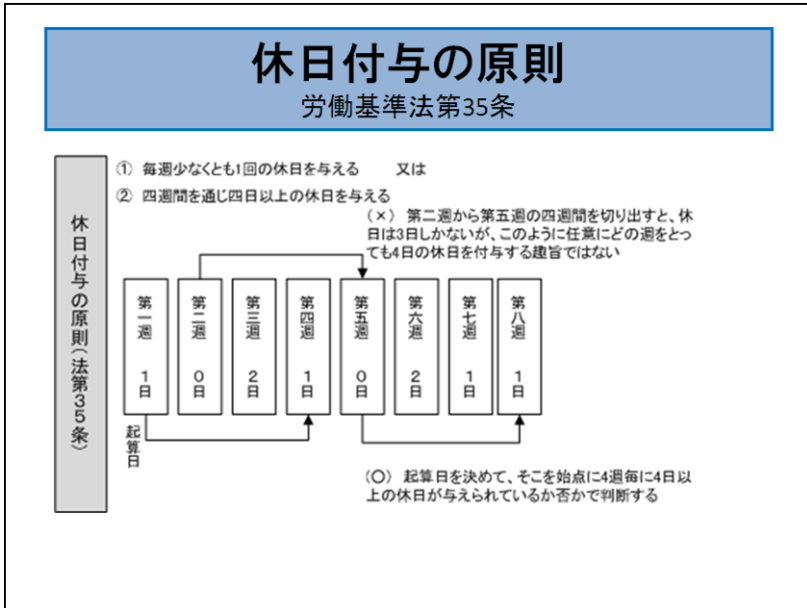 休日付与の原則
労働基準法第35条
休日付与の原則(法第35条)
① 毎週少なくとも1回の休日を与える 又は
② 四週間を通じ四日以上の休日を与える
(×) 第二週から第五週の四週間を切り出すと、休
日は3日しかないが、このように任意にどの週をとっ
ても4日の休日を付与する趣旨ではない
第一週 1日
第二週 0日
第三週 2日
第四週 1日
第五週 0日
第六週 2日
第七週 1日
第八週 1日
起算日
(○) 起算日を決めて、そこを始点に4週毎に4日以
上の休日が与えられているか否かで判断する